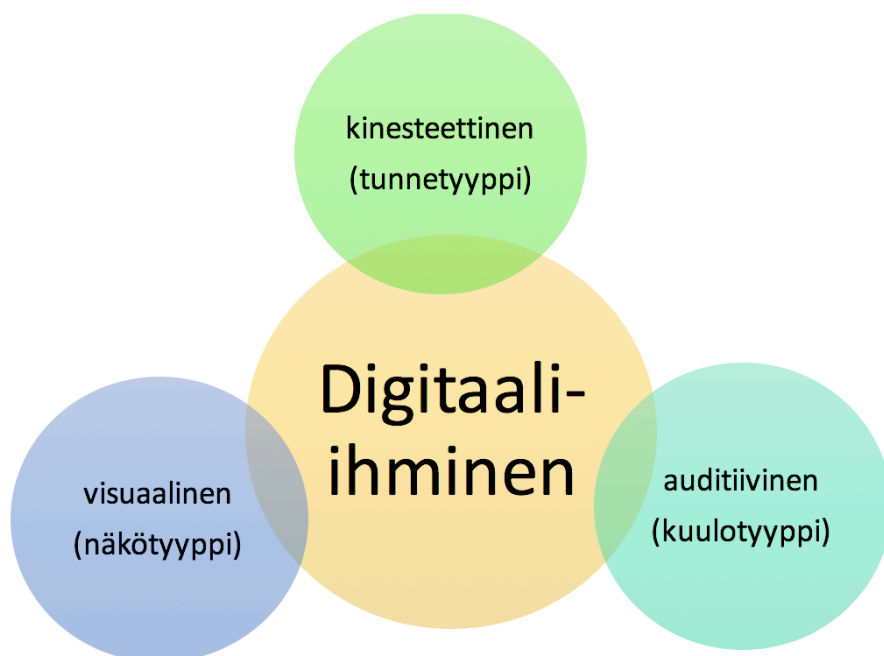 kinesteettinen
(tunnetyyppi)
Digitaali-
ihminen
visuaalinen
(näkötyyppi)
auditiivinen
(kuulotyyppi)